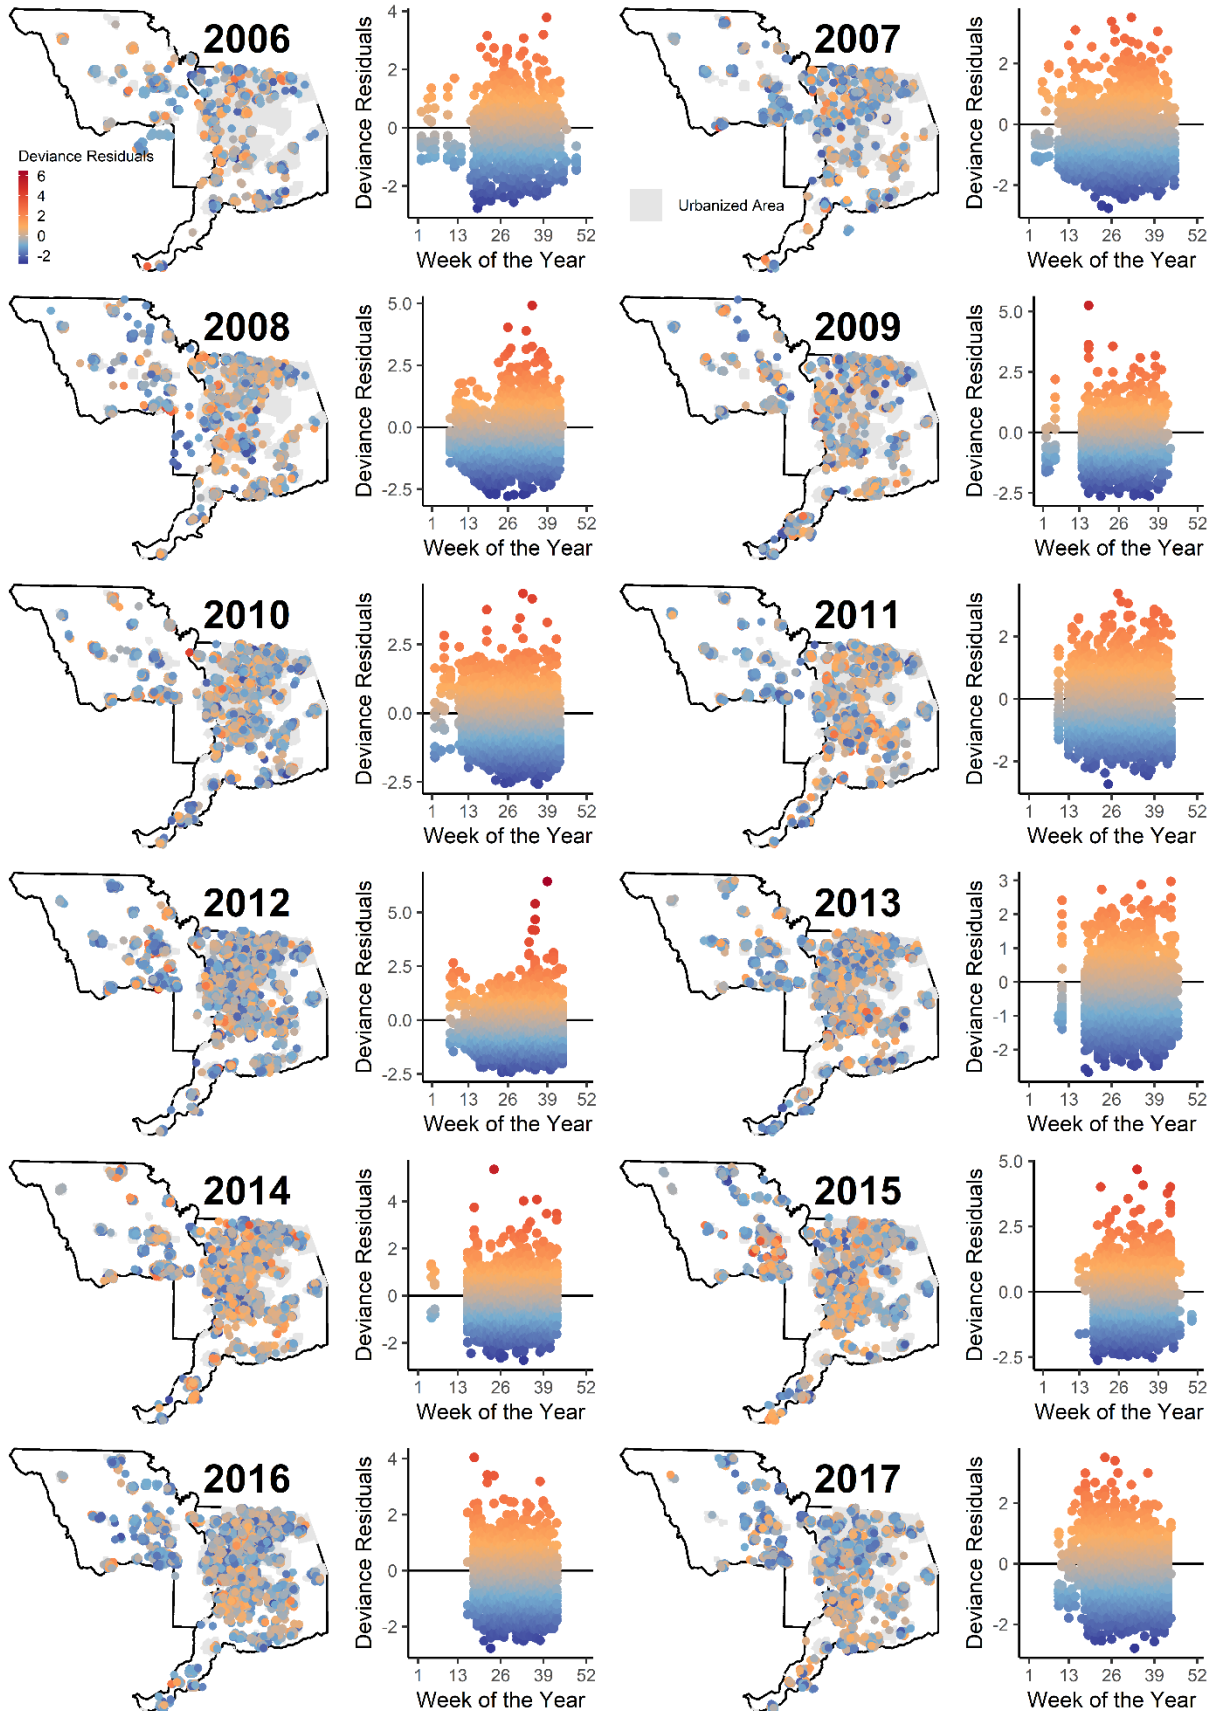 2006
Deviance Residuals
6
4
2
0
-2
Deviance Residuals
4
2
0
-2
1 13 26 39 52
Week of the Year
2007
Urbanized Area
Deviance Residuals
2
0
-2
1 13 26 39 52
Week of the Year
2008
Deviance Residuals
5.0
2.5
0.0
-2.5
1 13 26 39 52
Week of the Year
2009
Deviance Residuals
5.0
2.5
0.0
-2.5
1 13 26 39 52
Week of the Year
2010
Deviance Residuals
2.5
0.0
-2.5
1 13 26 39 52
Week of the Year
2011
Deviance Residuals
2
0
-2
1 13 26 39 52
Week of the Year
2012
Deviance Residuals
5.0
2.5
0.0
-2.5
1 13 26 39 52
Week of the Year
2013
Deviance Residuals
3
2
1
0
-1
-2
1 13 26 39 52
Week of the Year
2014
Deviance Residuals
4
2
0
-2
1 13 26 39 52
Week of the Year
2015
Deviance Residuals
5.0
2.5
0.0
-2.5
1 13 26 39 52
Week of the Year
2016
Deviance Residuals
4
2
0
-2
1 13 26 39 52
Week of the Year
2017
Deviance Residuals
2
0
-2
1 13 26 39 52
Week of the Year